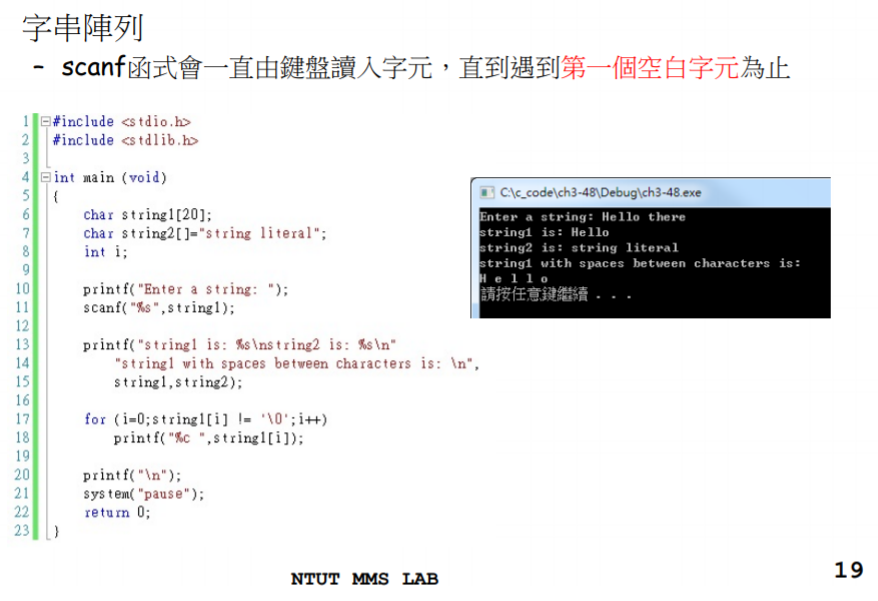 字串陣列
- scanf函式會一直由鍵盤讀入字元，直到遇到第一個空白字元為止
1 #include <stdio.h>
2 #include <stdlib.h>
3
4 int main (void)
5 {
6 char string1[20];
7 char string2[]="string literal";
8 int i;
9
10 printf("Enter a string: ");
11 scanf("%s",string1);
12
13 printf("string1 is: %s\nstring2 is: %s\n"
14 "string1 with spaces between characters is: \n",
15 string1,string2);
16
17 for (i=0;string1[i] != '\0';i++)
18 printf("%c ",string1[i]);
19
20 printf("\n");
21 system("pause");
22 return 0;
23 }
C:\c_code\ch3-48\Debug\ch3-48.exe
Enter a string: Hello there
string1 is: Hello
string2 is: string literal
string1 with spaces between characters is:
H e l l o
請按任意鍵繼續 . . .
NTUT MMS LAB
19